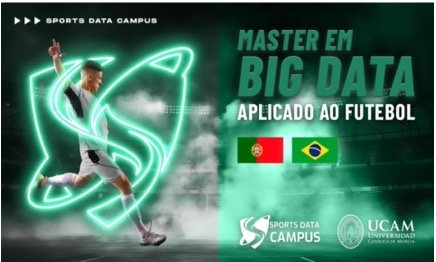 ▶▶▶ SPORTS DATA CAMPUS
MASTER EM
BIG DATA
APLICADO AO FUTEBOL
SPORTS DATA
CAMPUS
UCAM
UNIVERSIDAD
CATÓLICA DE MURCIA